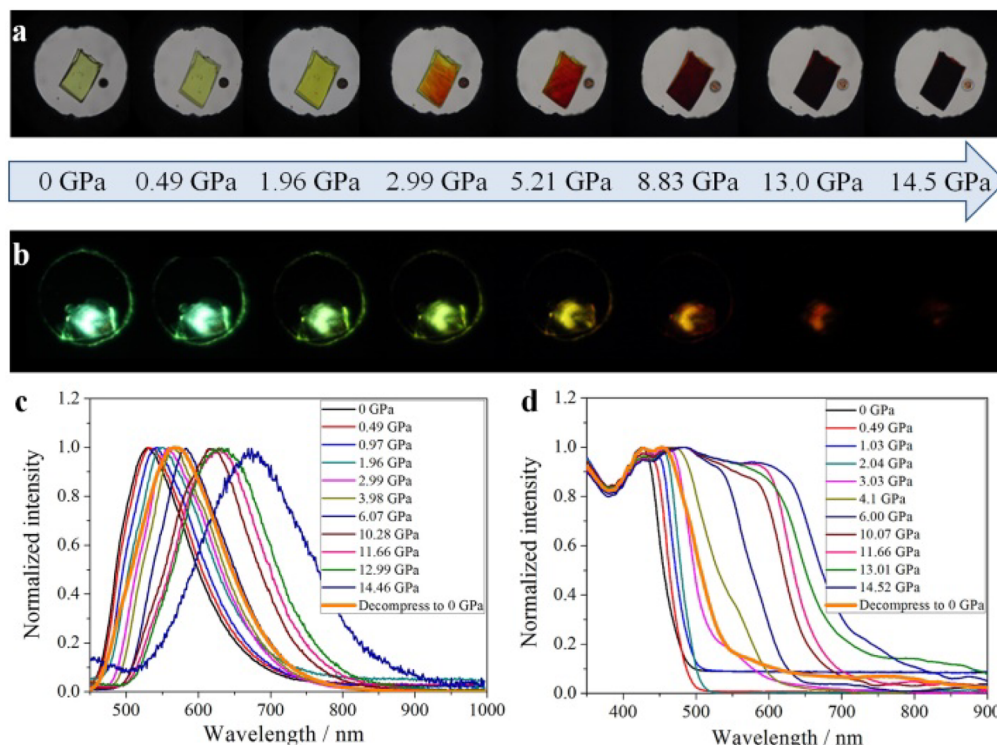 a
0 GPa 0.49 GPa 1.96 GPa 2.99 GPa 5.21 GPa 8.83 GPa 13.0 GPa 14.5 GPa
b
c
1.2
1.0
0.8
0.6
0.4
0.2
0.0
Normalized intensity
0 GPa
0.49 GPa
0.97 GPa
1.96 GPa
2.99 GPa
3.98 GPa
6.07 GPa
10.28 GPa
11.66 GPa
12.99 GPa
14.46 GPa
Decompress to 0 GPa
500 600 700 800 900 1000
Wavelength / nm
d
1.2
1.0
0.8
0.6
0.4
0.2
0.0
Normalized intensity
0 GPa
0.49 GPa
1.03 GPa
2.04 GPa
3.03 GPa
4.1 GPa
6.00 GPa
10.07 GPa
11.66 GPa
13.01 GPa
14.52 GPa
Decompress to 0 GPa
400 500 600 700 800 900
Wavelength / nm